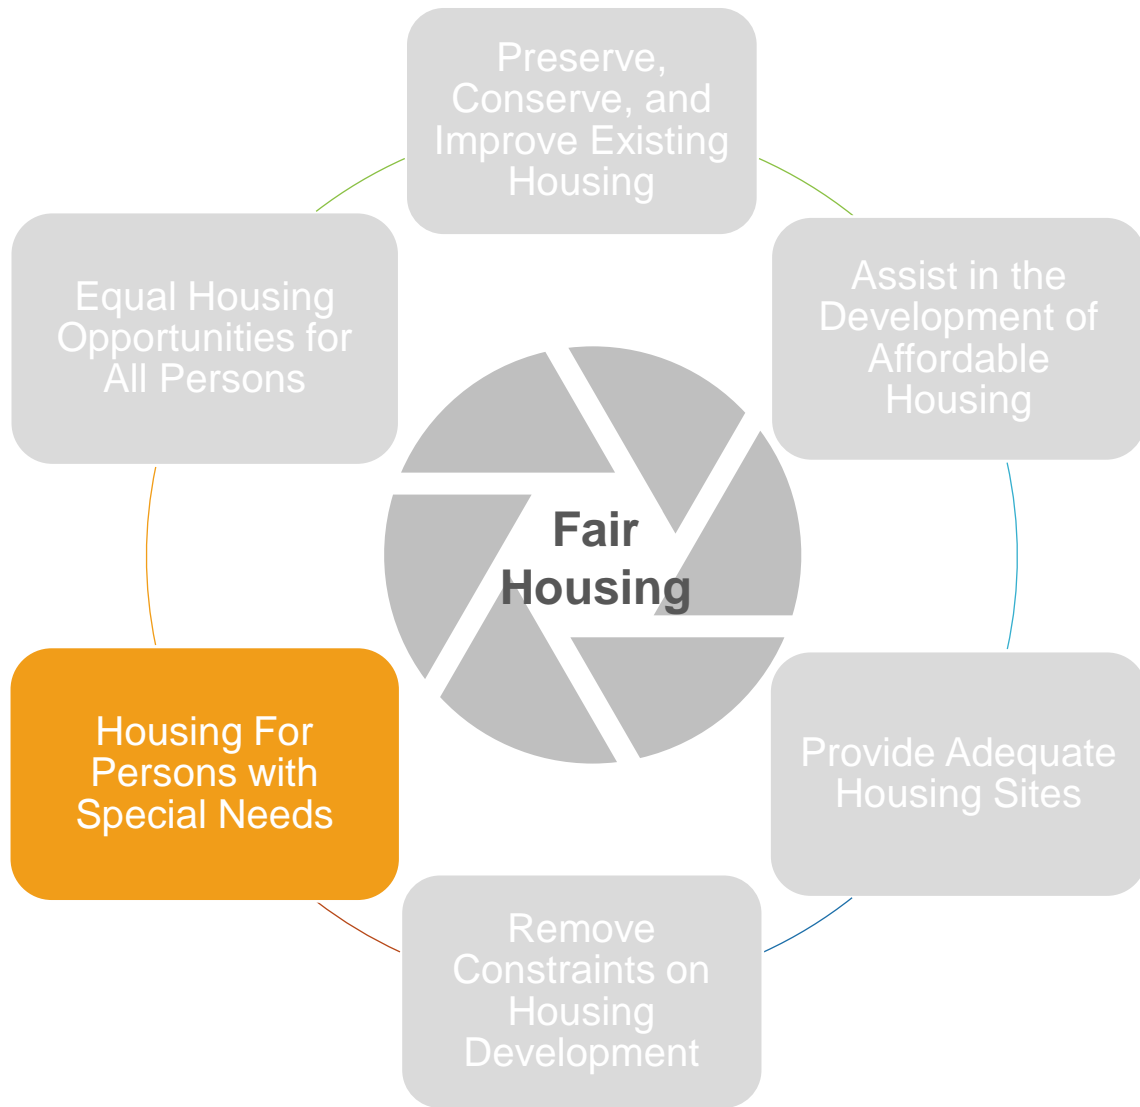 Preserve,
Conserve, and
Improve Existing
Housing
Assist in the
Development of
Affordable
Housing
Provide Adequate
Housing Sites
Remove
Constraints on
Housing
Development
Housing For
Persons with
Special Needs
Equal Housing
Opportunities for
All Persons
Fair
Housing